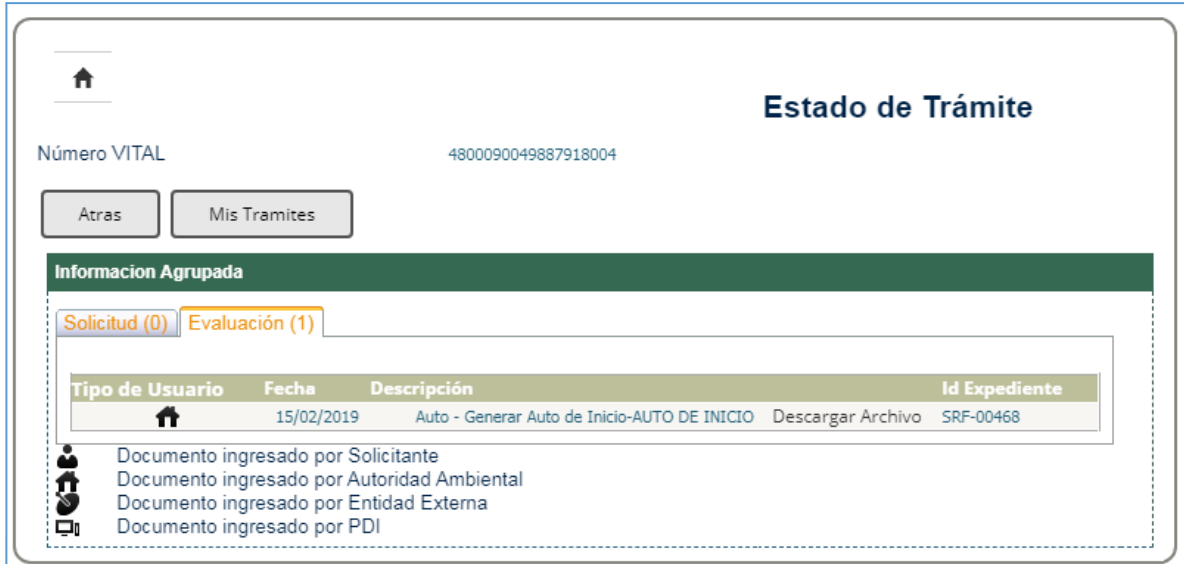 Estado de Trámite
Número VITAL 4800090049887918004
Atras Mis Tramites
Informacion Agrupada
Solicitud (0) Evaluación (1)
Tipo de Usuario Fecha Descripción Id Expediente
15/02/2019 Auto - Generar Auto de Inicio-AUTO DE INICIO Descargar Archivo SRF-00468
Documento ingresado por Solicitante
Documento ingresado por Autoridad Ambiental
Documento ingresado por Entidad Externa
Documento ingresado por PDI